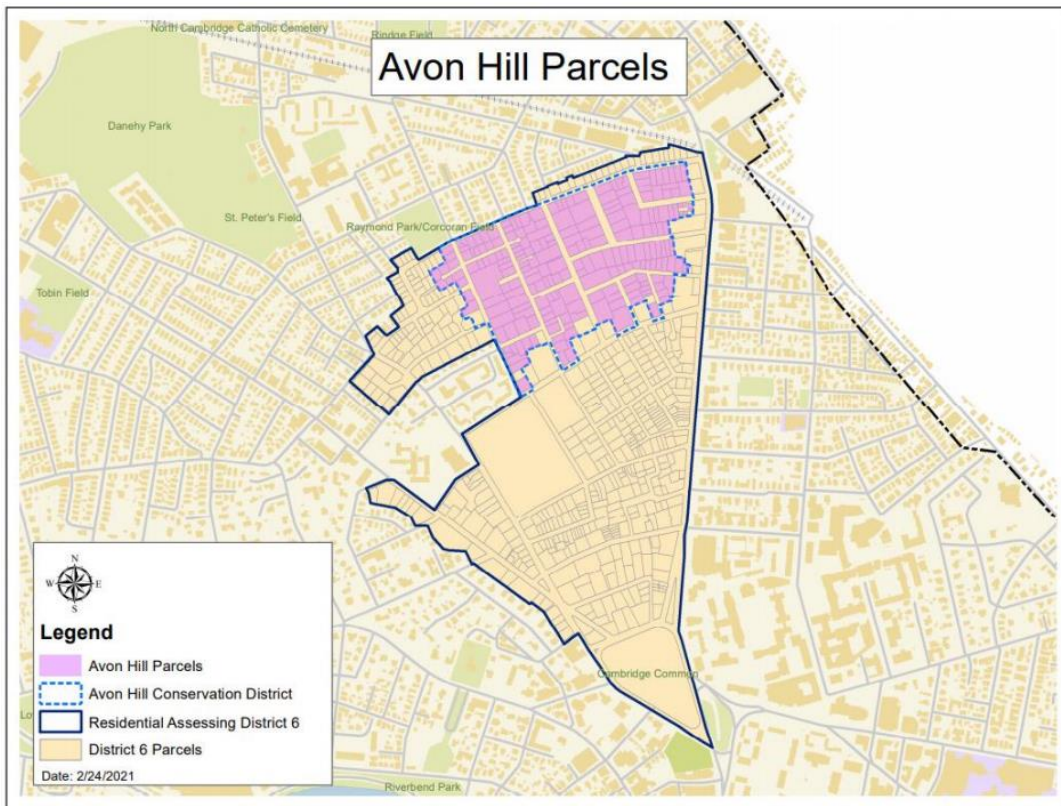 North Cambridge Catholic Cemetery
Rindge Field
Avon Hill Parcels
Danehy Park
St. Peter's Field
Raymond Park/Corcoran Field
Tobin Field
N
W E
S
Legend
Avon Hill Parcels
Avon Hill Conservation District
Residential Assessing District 6
District 6 Parcels
Date: 2/24/2021
Cambridge Common
Lo
Riverbend Park